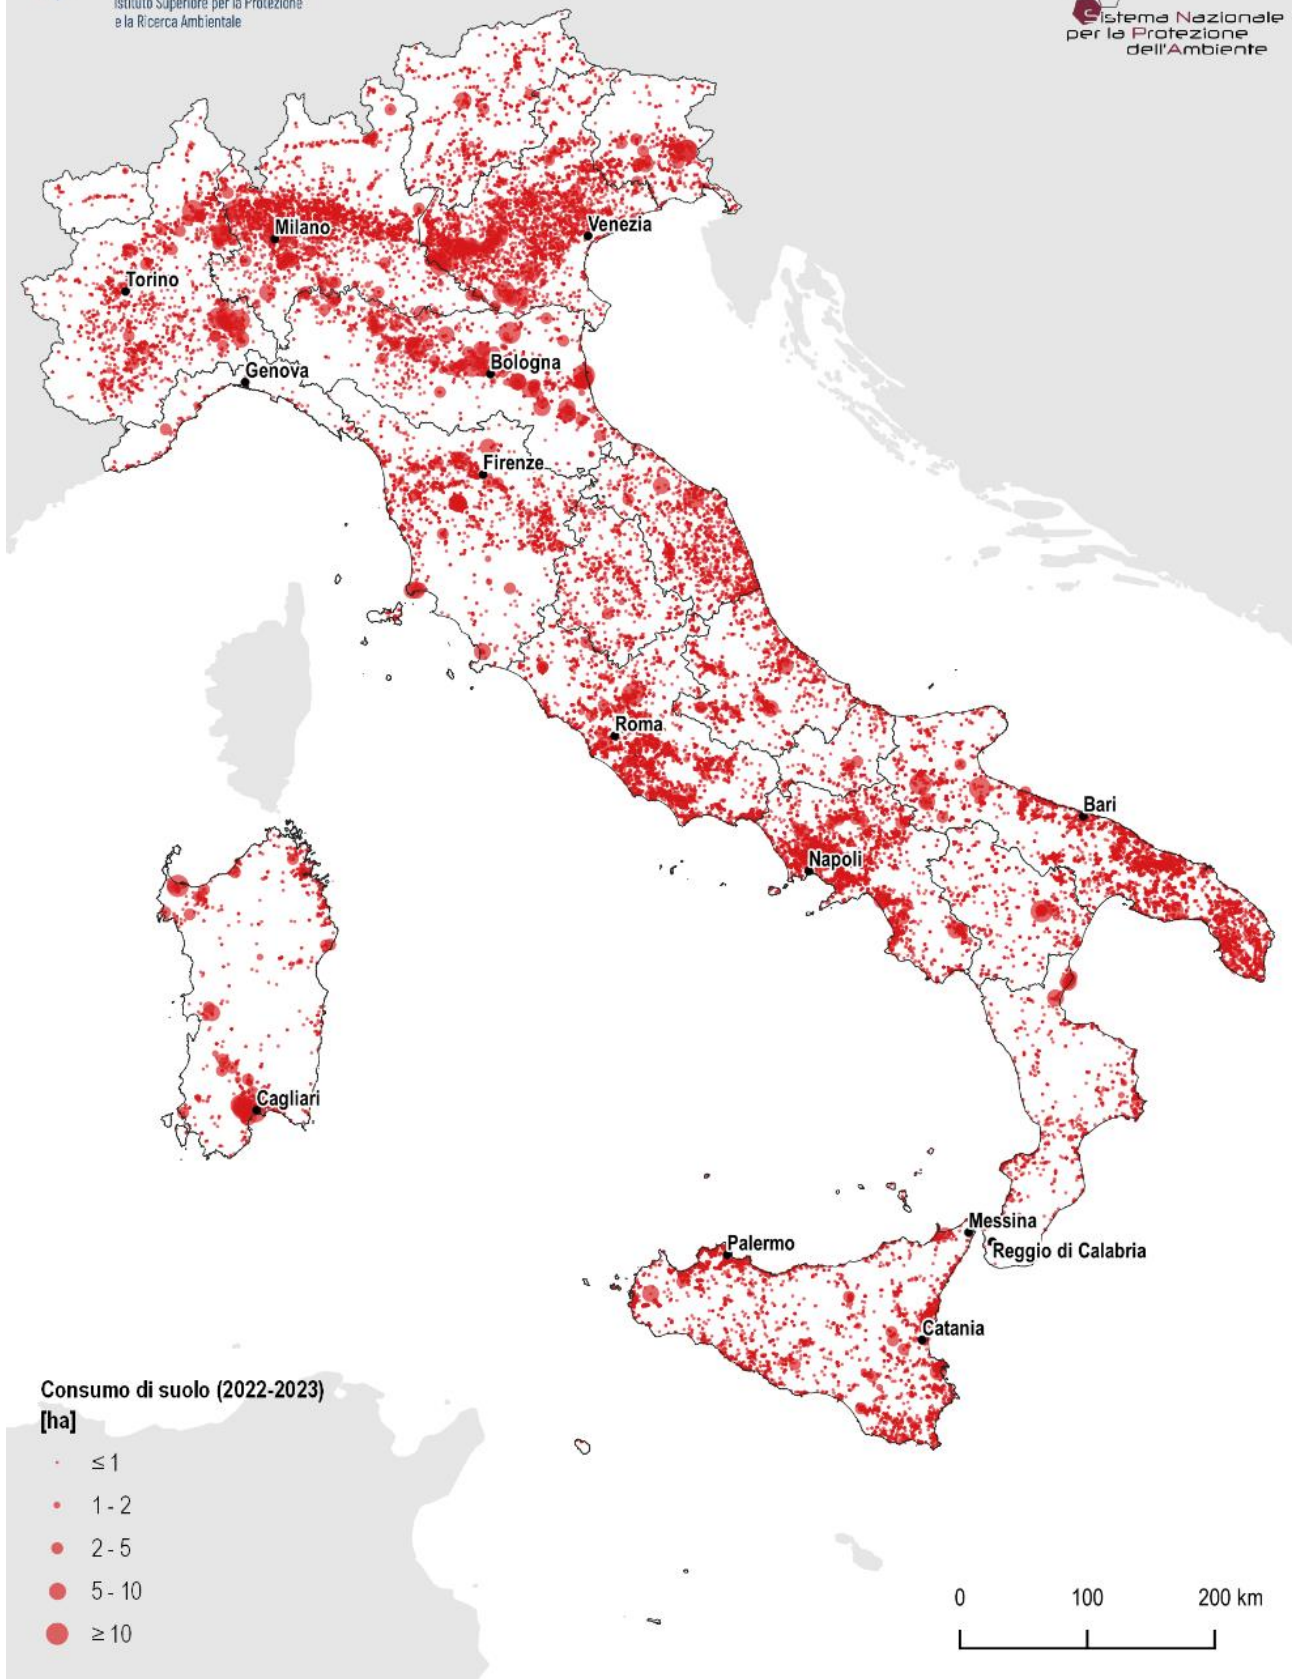 Istituto Superiore per la Protezione
e la Ricerca Ambientale
Sistema Nazionale
per la Protezione
dell'Ambiente
Milano
Venezia
Torino
Bologna
Genova
Firenze
Roma
Bari
Napoli
Cagliari
Messina
Reggio di Calabria
Palermo
Catania
Consumo di suolo (2022-2023)
[ha]
≤ 1
1 - 2
2 - 5
5 - 10
≥ 10
0 100 200 km